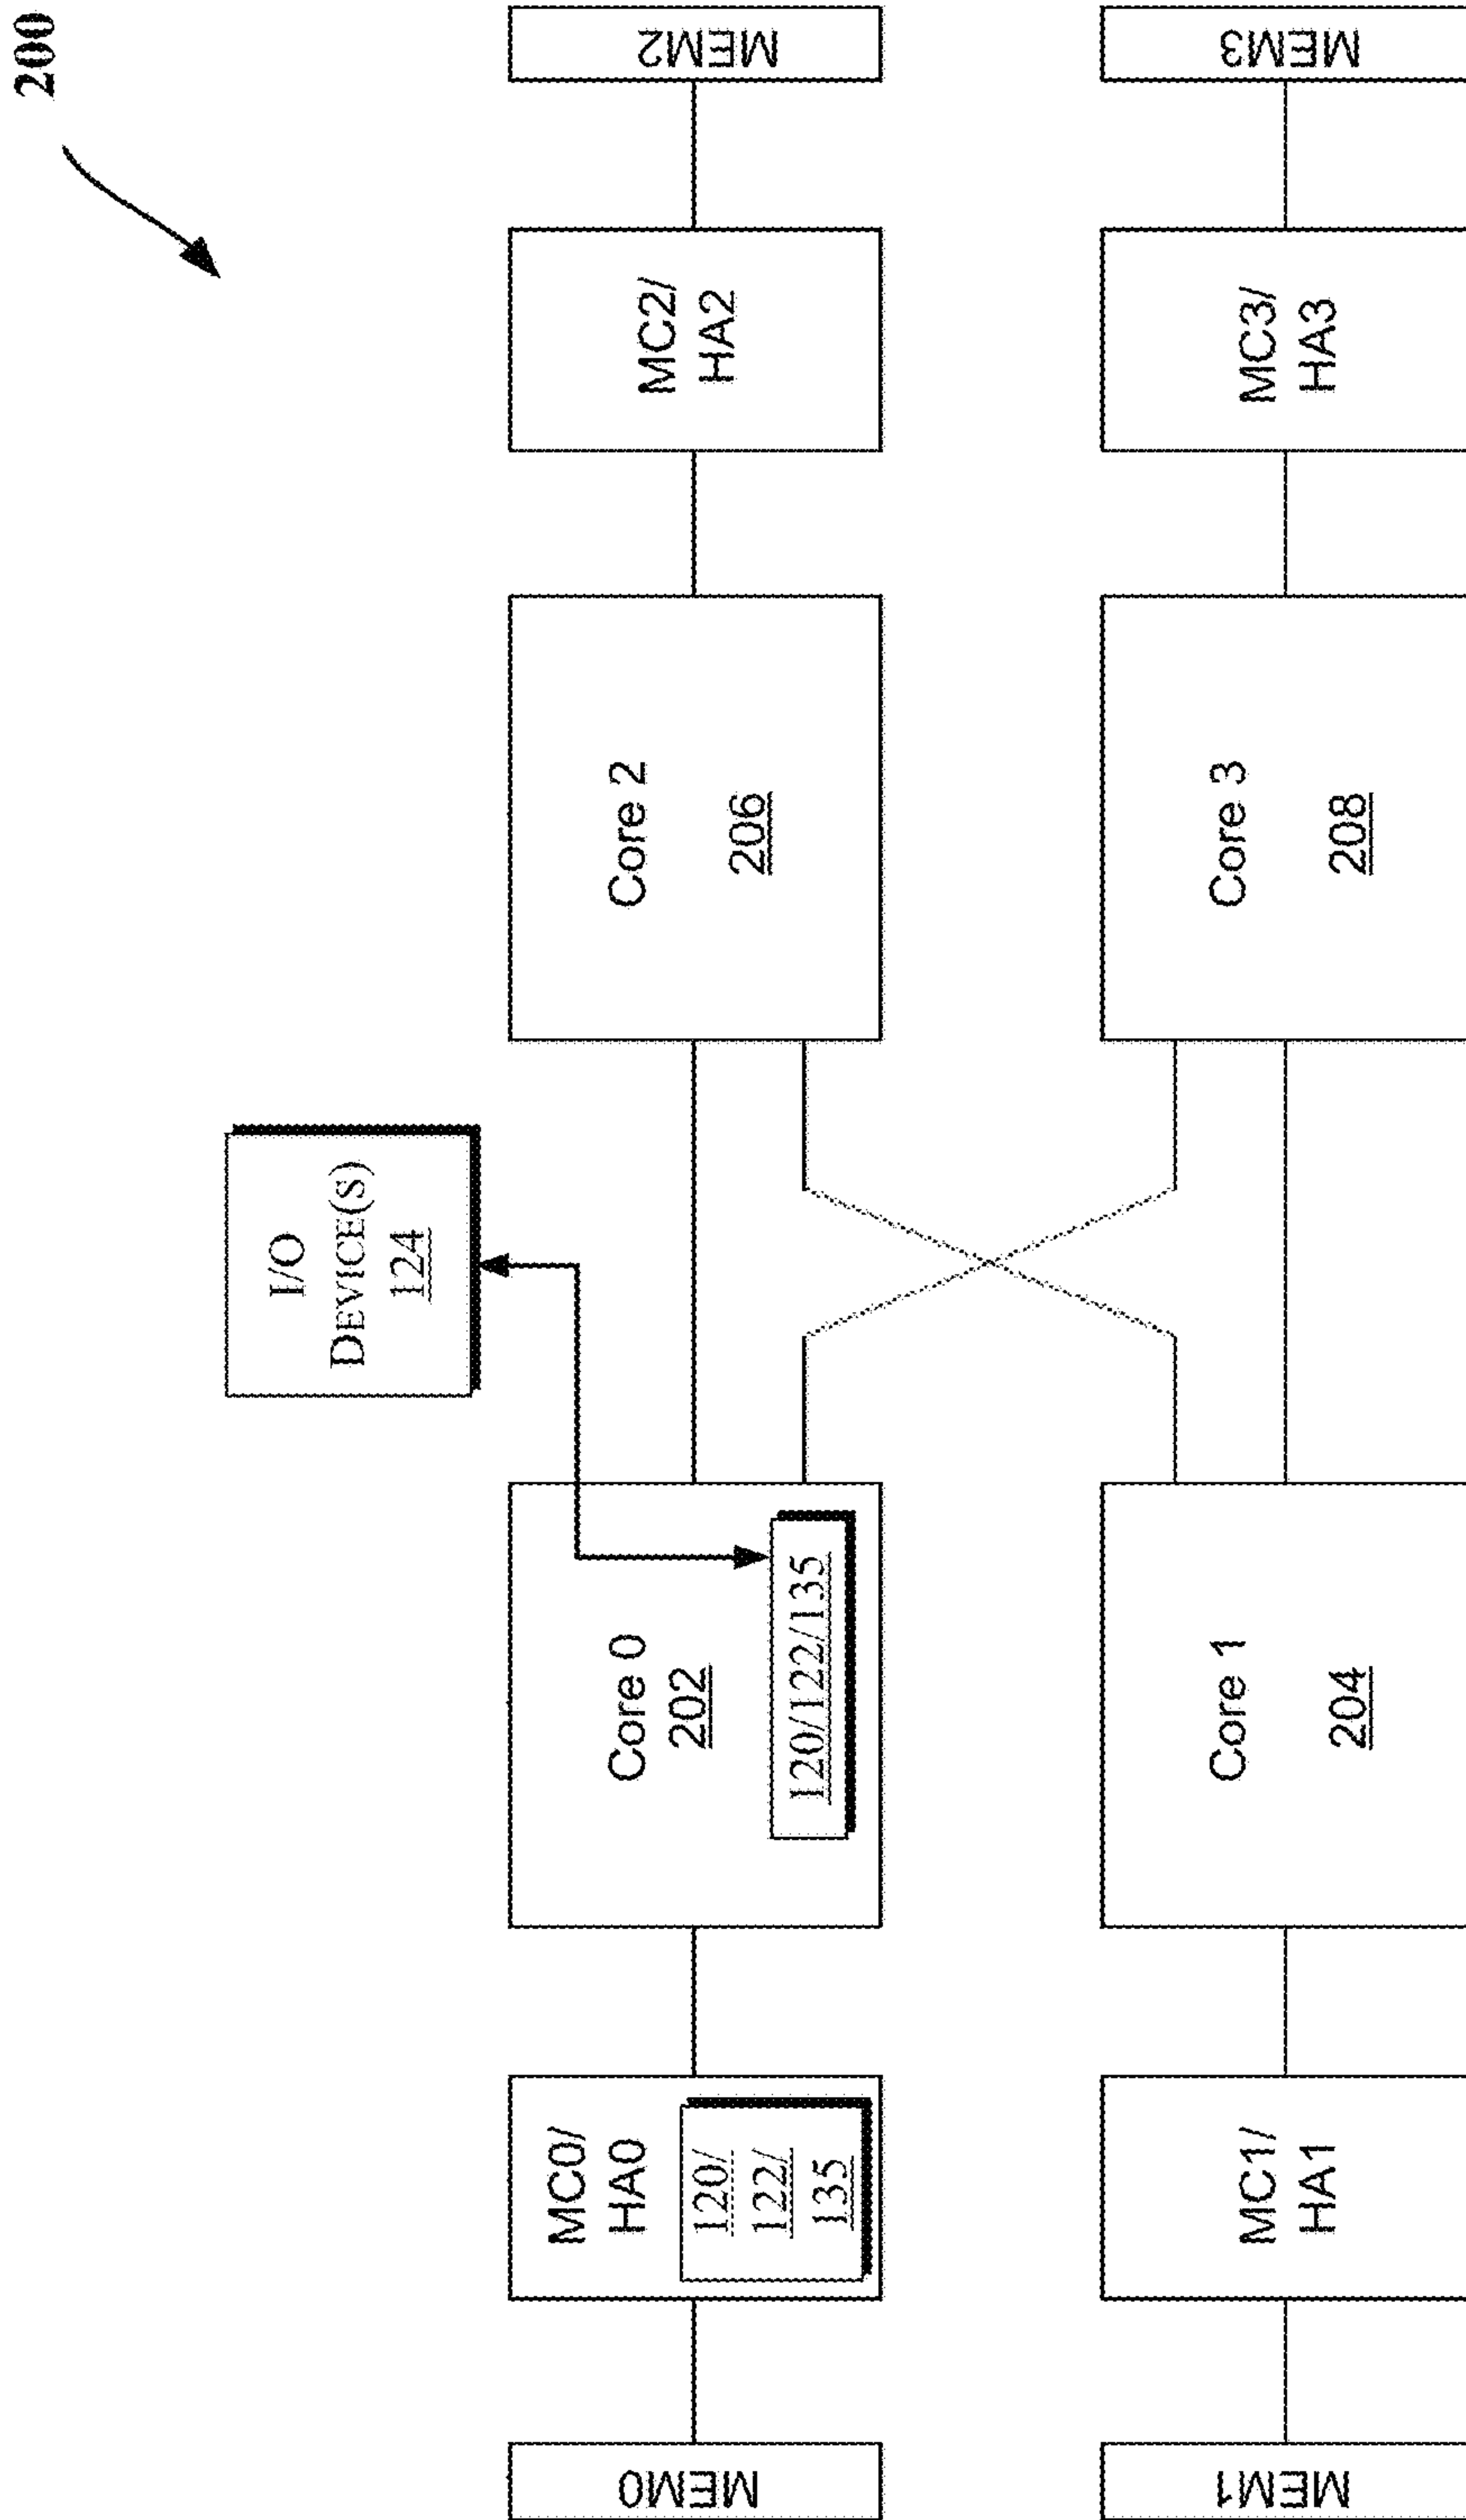 200
I/O
DEVICE(S)
124
MEM0
MC0/
HA0
120/
122/
135
Core 0
202
120/122/135
Core 2
206
MC2/
HA2
MEM2
MEM1
MC1/
HA1
Core 1
204
Core 3
208
MC3/
HA3
MEM3